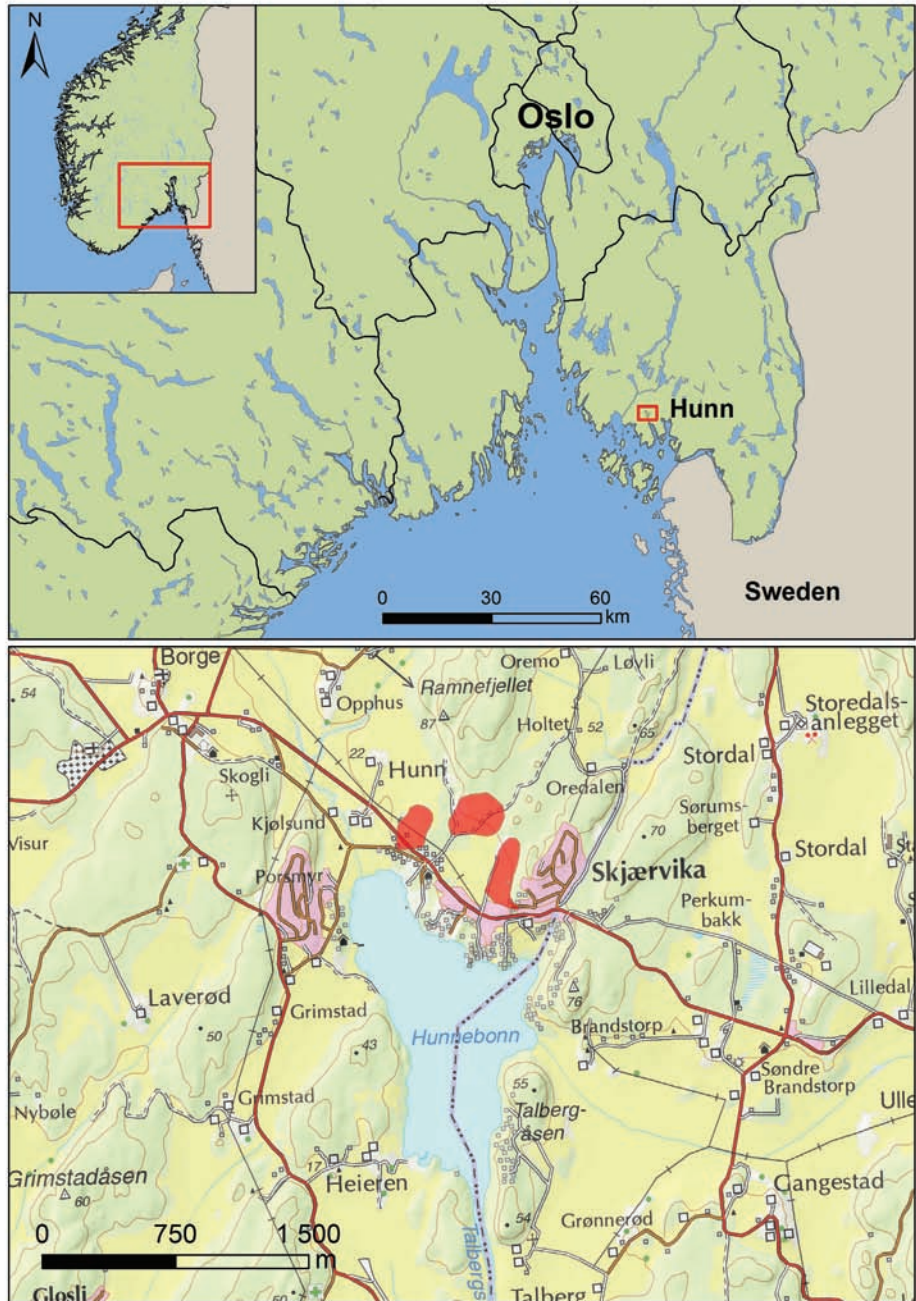 N
Oslo
Hunn
Sweden
0 30 60
km
Borge
54
Opphus
Ramnefjellet
87
Oremo
Løvli
Holtet
52
65
Storedals-
anlegget
Stordal
22
Hunn
Skogli
Oredalen
Sørums-
berget
70
Visur
Kjølsund
Stordal
Porsmyr
Skjærvika
Perkum-
bakk
Laverød
Grimstad
76
Lilledal
50
43
Hunnebonn
Brandstorp
Søndre
Brandstorp
Nybøle
Grimstad
55
Talberg-
åsen
Ulle
Grimstadåsen
60
17
Heieren
Gangestad
0 750 1 500
m
54
Grønnerød
Talbergs
Glosli
50
Talberg